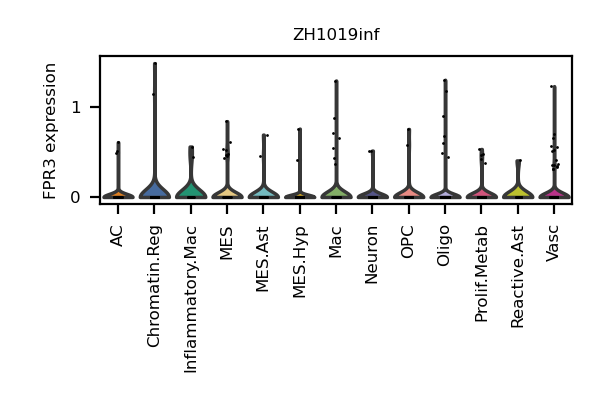 ZH1019inf
FPR3 expression
1
0
AC
Chromatin.Reg
Inflammatory.Mac
MES
MES.Ast
MES.Hyp
Mac
Neuron
OPC
Oligo
Prolif.Metab
Reactive.Ast
Vasc